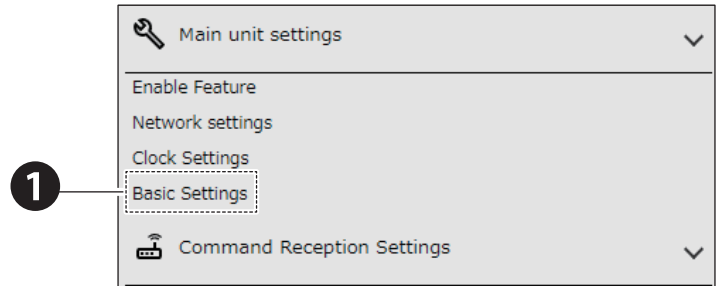 Main unit settings
Enable Feature
Network settings
Clock Settings
1
Basic Settings
Command Reception Settings